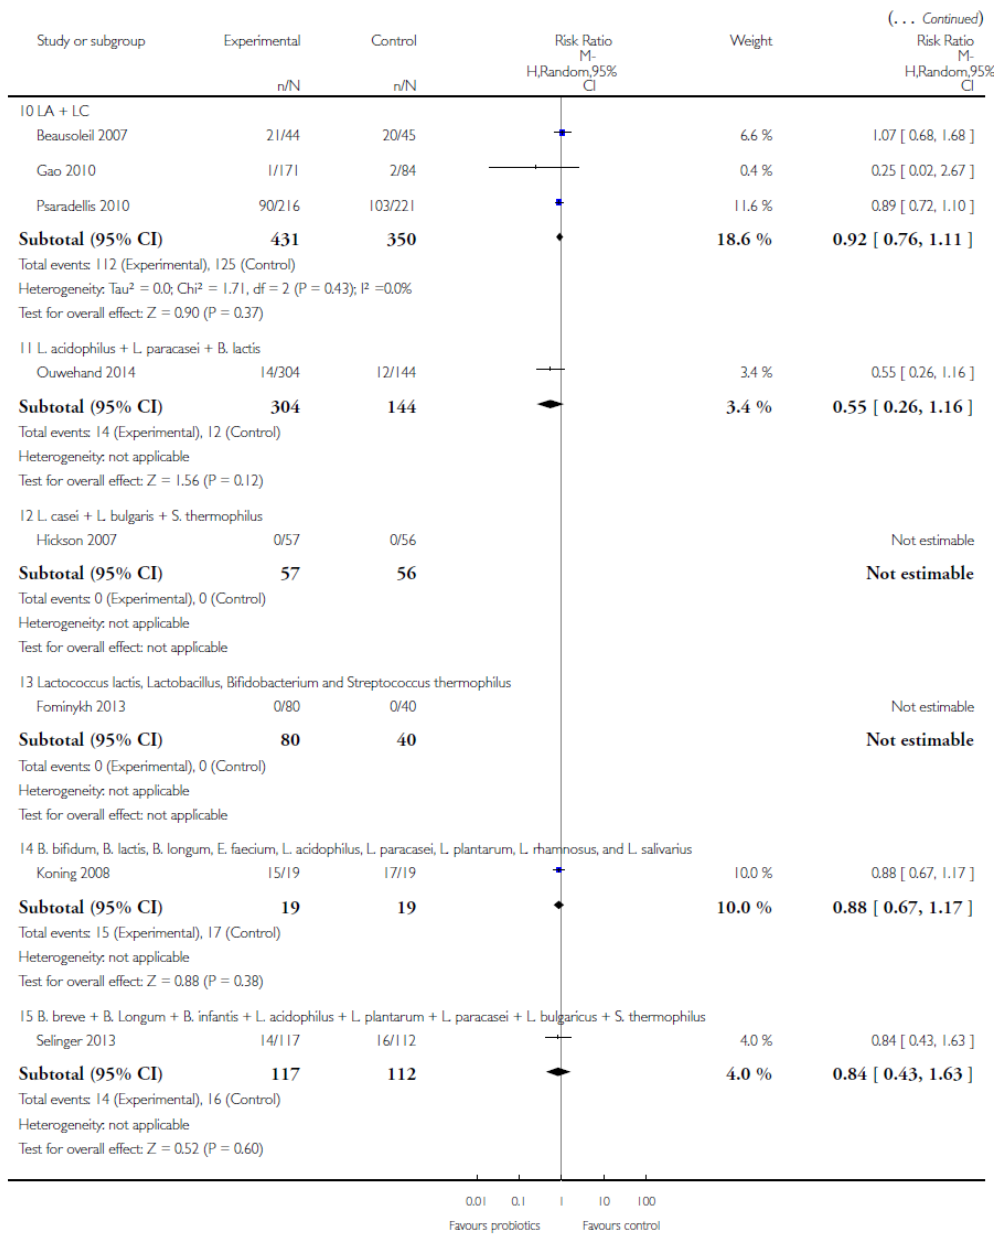 (. . . Continued)
Study or subgroup Experimental Control Risk Ratio Weight Risk Ratio
M- M-
H,Random,95% H,Random,95%
n/N n/N CI CI
10 LA + LC
Beausoleil 2007 21/44 20/45 6.6 % 1.07 [ 0.68, 1.68 ]
Gao 2010 1/171 2/84 0.4 % 0.25 [ 0.02, 2.67 ]
Psaradellis 2010 90/216 103/221 11.6 % 0.89 [ 0.72, 1.10 ]
Subtotal (95% CI) 431 350 18.6 % 0.92 [ 0.76, 1.11 ]
Total events: 112 (Experimental), 125 (Control)
Heterogeneity: Tau² = 0.0; Chi² = 1.71, df = 2 (P = 0.43); I² =0.0%
Test for overall effect: Z = 0.90 (P = 0.37)
11 L. acidophilus + L. paracasei + B. lactis
Ouwehand 2014 14/304 12/144 3.4 % 0.55 [ 0.26, 1.16 ]
Subtotal (95% CI) 304 144 3.4 % 0.55 [ 0.26, 1.16 ]
Total events: 14 (Experimental), 12 (Control)
Heterogeneity: not applicable
Test for overall effect: Z = 1.56 (P = 0.12)
12 L. casei + L. bulgaris + S. thermophilus
Hickson 2007 0/57 0/56 Not estimable
Subtotal (95% CI) 57 56 Not estimable
Total events: 0 (Experimental), 0 (Control)
Heterogeneity: not applicable
Test for overall effect: not applicable
13 Lactococcus lactis, Lactobacillus, Bifidobacterium and Streptococcus thermophilus
Fominykh 2013 0/80 0/40 Not estimable
Subtotal (95% CI) 80 40 Not estimable
Total events: 0 (Experimental), 0 (Control)
Heterogeneity: not applicable
Test for overall effect: not applicable
14 B. bifidum, B. lactis, B. longum, E. faecium, L. acidophilus, L. paracasei, L. plantarum, L. rhamnosus, and L. salivarius
Koning 2008 15/19 17/19 10.0 % 0.88 [ 0.67, 1.17 ]
Subtotal (95% CI) 19 19 10.0 % 0.88 [ 0.67, 1.17 ]
Total events: 15 (Experimental), 17 (Control)
Heterogeneity: not applicable
Test for overall effect: Z = 0.88 (P = 0.38)
15 B. breve + B. Longum + B. infantis + L. acidophilus + L. plantarum + L. paracasei + L. bulgaricus + S. thermophilus
Selinger 2013 14/117 16/112 4.0 % 0.84 [ 0.43, 1.63 ]
Subtotal (95% CI) 117 112 4.0 % 0.84 [ 0.43, 1.63 ]
Total events: 14 (Experimental), 16 (Control)
Heterogeneity: not applicable
Test for overall effect: Z = 0.52 (P = 0.60)
0.01 0.1 1 10 100
Favours probiotics Favours control